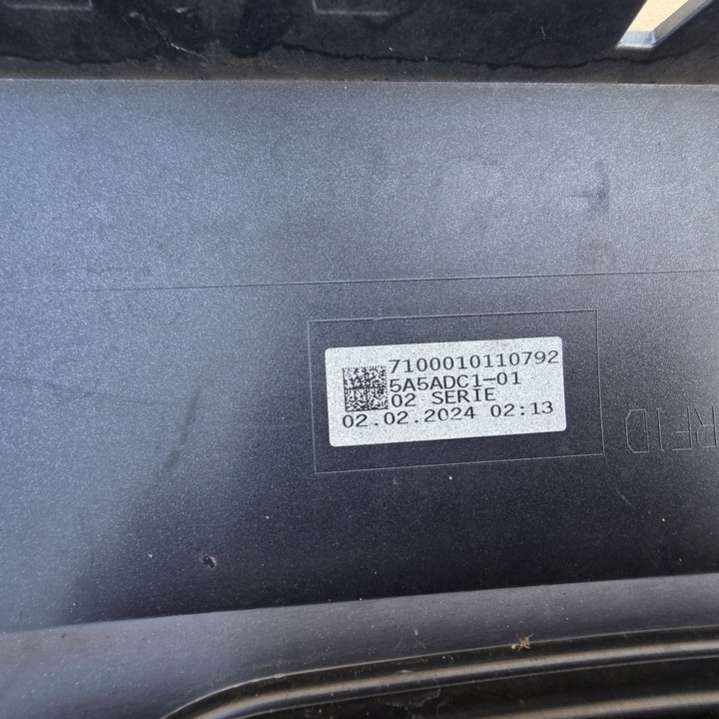 7100010110792
5A5ADC1-01
02 SERIE
02.02.2024 02:13
RFID